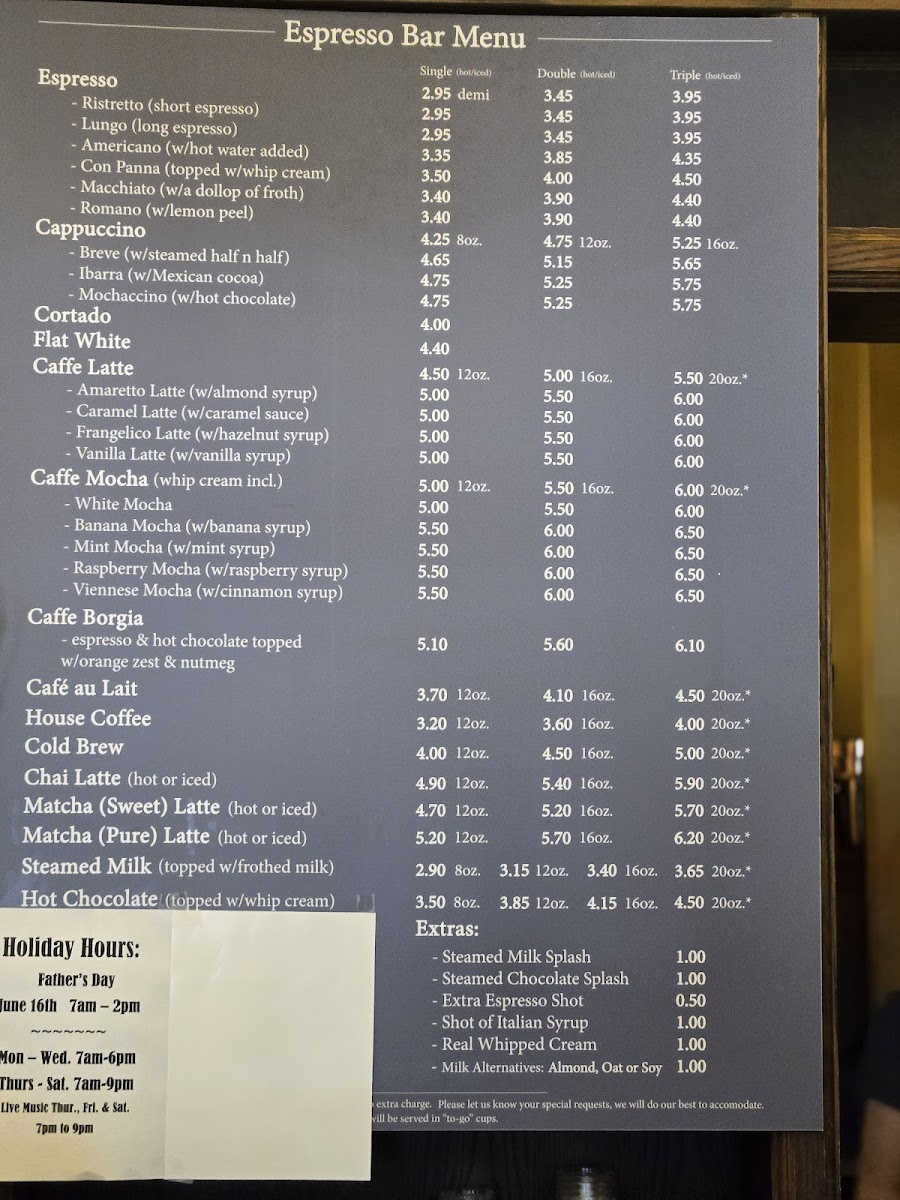 Espresso Bar Menu
Single (hot/iced) Double (hot/iced) Triple (hot/iced)
Espresso 2.95 demi 3.45 3.95
- Ristretto (short espresso) 2.95 3.45 3.95
- Lungo (long espresso) 2.95 3.45 3.95
- Americano (w/hot water added) 3.35 3.85 4.35
- Con Panna (topped w/whip cream) 3.50 4.00 4.50
- Macchiato (w/a dollop of froth) 3.40 3.90 4.40
- Romano (w/lemon peel) 3.40 3.90 4.40
Cappuccino 4.25 8oz. 4.75 12oz. 5.25 16oz.
- Breve (w/steamed half n half) 4.65 5.15 5.65
- Ibarra (w/Mexican cocoa) 4.75 5.25 5.75
- Mochaccino (w/hot chocolate) 4.75 5.25 5.75
Cortado 4.00
Flat White 4.40
Caffe Latte 4.50 12oz. 5.00 16oz. 5.50 20oz.*
- Amaretto Latte (w/almond syrup) 5.00 5.50 6.00
- Caramel Latte (w/caramel sauce) 5.00 5.50 6.00
- Frangelico Latte (w/hazelnut syrup) 5.00 5.50 6.00
- Vanilla Latte (w/vanilla syrup) 5.00 5.50 6.00
Caffe Mocha (whip cream incl.) 5.00 12oz. 5.50 16oz. 6.00 20oz.*
- White Mocha 5.00 5.50 6.00
- Banana Mocha (w/banana syrup) 5.50 6.00 6.50
- Mint Mocha (w/mint syrup) 5.50 6.00 6.50
- Raspberry Mocha (w/raspberry syrup) 5.50 6.00 6.50
- Viennese Mocha (w/cinnamon syrup) 5.50 6.00 6.50
Caffe Borgia
- espresso & hot chocolate topped 5.10 5.60 6.10
w/orange zest & nutmeg
Café au Lait 3.70 12oz. 4.10 16oz. 4.50 20oz.*
House Coffee 3.20 12oz. 3.60 16oz. 4.00 20oz.*
Cold Brew 4.00 12oz. 4.50 16oz. 5.00 20oz.*
Chai Latte (hot or iced) 4.90 12oz. 5.40 16oz. 5.90 20oz.*
Matcha (Sweet) Latte (hot or iced) 4.70 12oz. 5.20 16oz. 5.70 20oz.*
Matcha (Pure) Latte (hot or iced) 5.20 12oz. 5.70 16oz. 6.20 20oz.*
Steamed Milk (topped w/frothed milk) 2.90 8oz. 3.15 12oz. 3.40 16oz. 3.65 20oz.*
Hot Chocolate (topped w/whip cream) 3.50 8oz. 3.85 12oz. 4.15 16oz. 4.50 20oz.*
Extras:
- Steamed Milk Splash 1.00
- Steamed Chocolate Splash 1.00
- Extra Espresso Shot 0.50
- Shot of Italian Syrup 1.00
- Real Whipped Cream 1.00
- Milk Alternatives: Almond, Oat or Soy 1.00
extra charge. Please let us know your special requests, we will do our best to accomodate.
will be served in "to-go" cups.
Holiday Hours:
Father's Day
June 16th 7am – 2pm
~~~~~~~
Mon – Wed. 7am-6pm
Thurs - Sat. 7am-9pm
Live Music Thur., Fri. & Sat.
7pm to 9pm